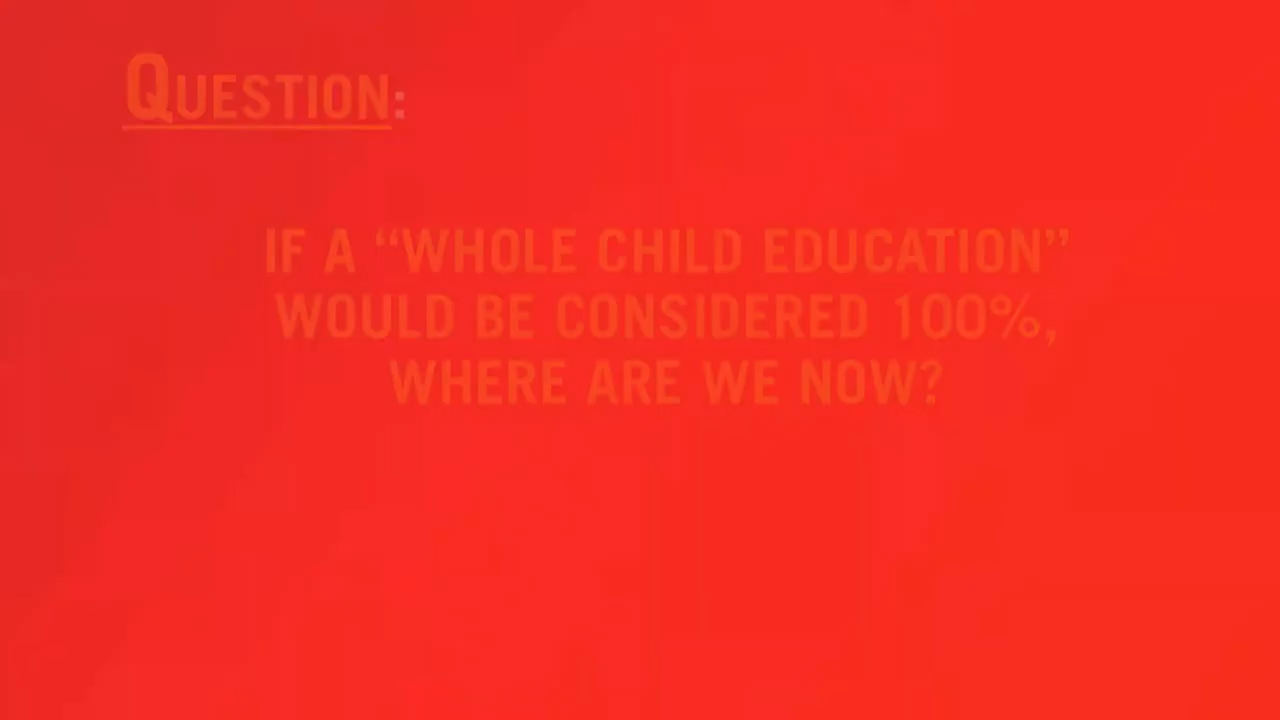 QUESTION:
IF A “WHOLE CHILD EDUCATION”
WOULD BE CONSIDERED 100%,
WHERE ARE WE NOW?